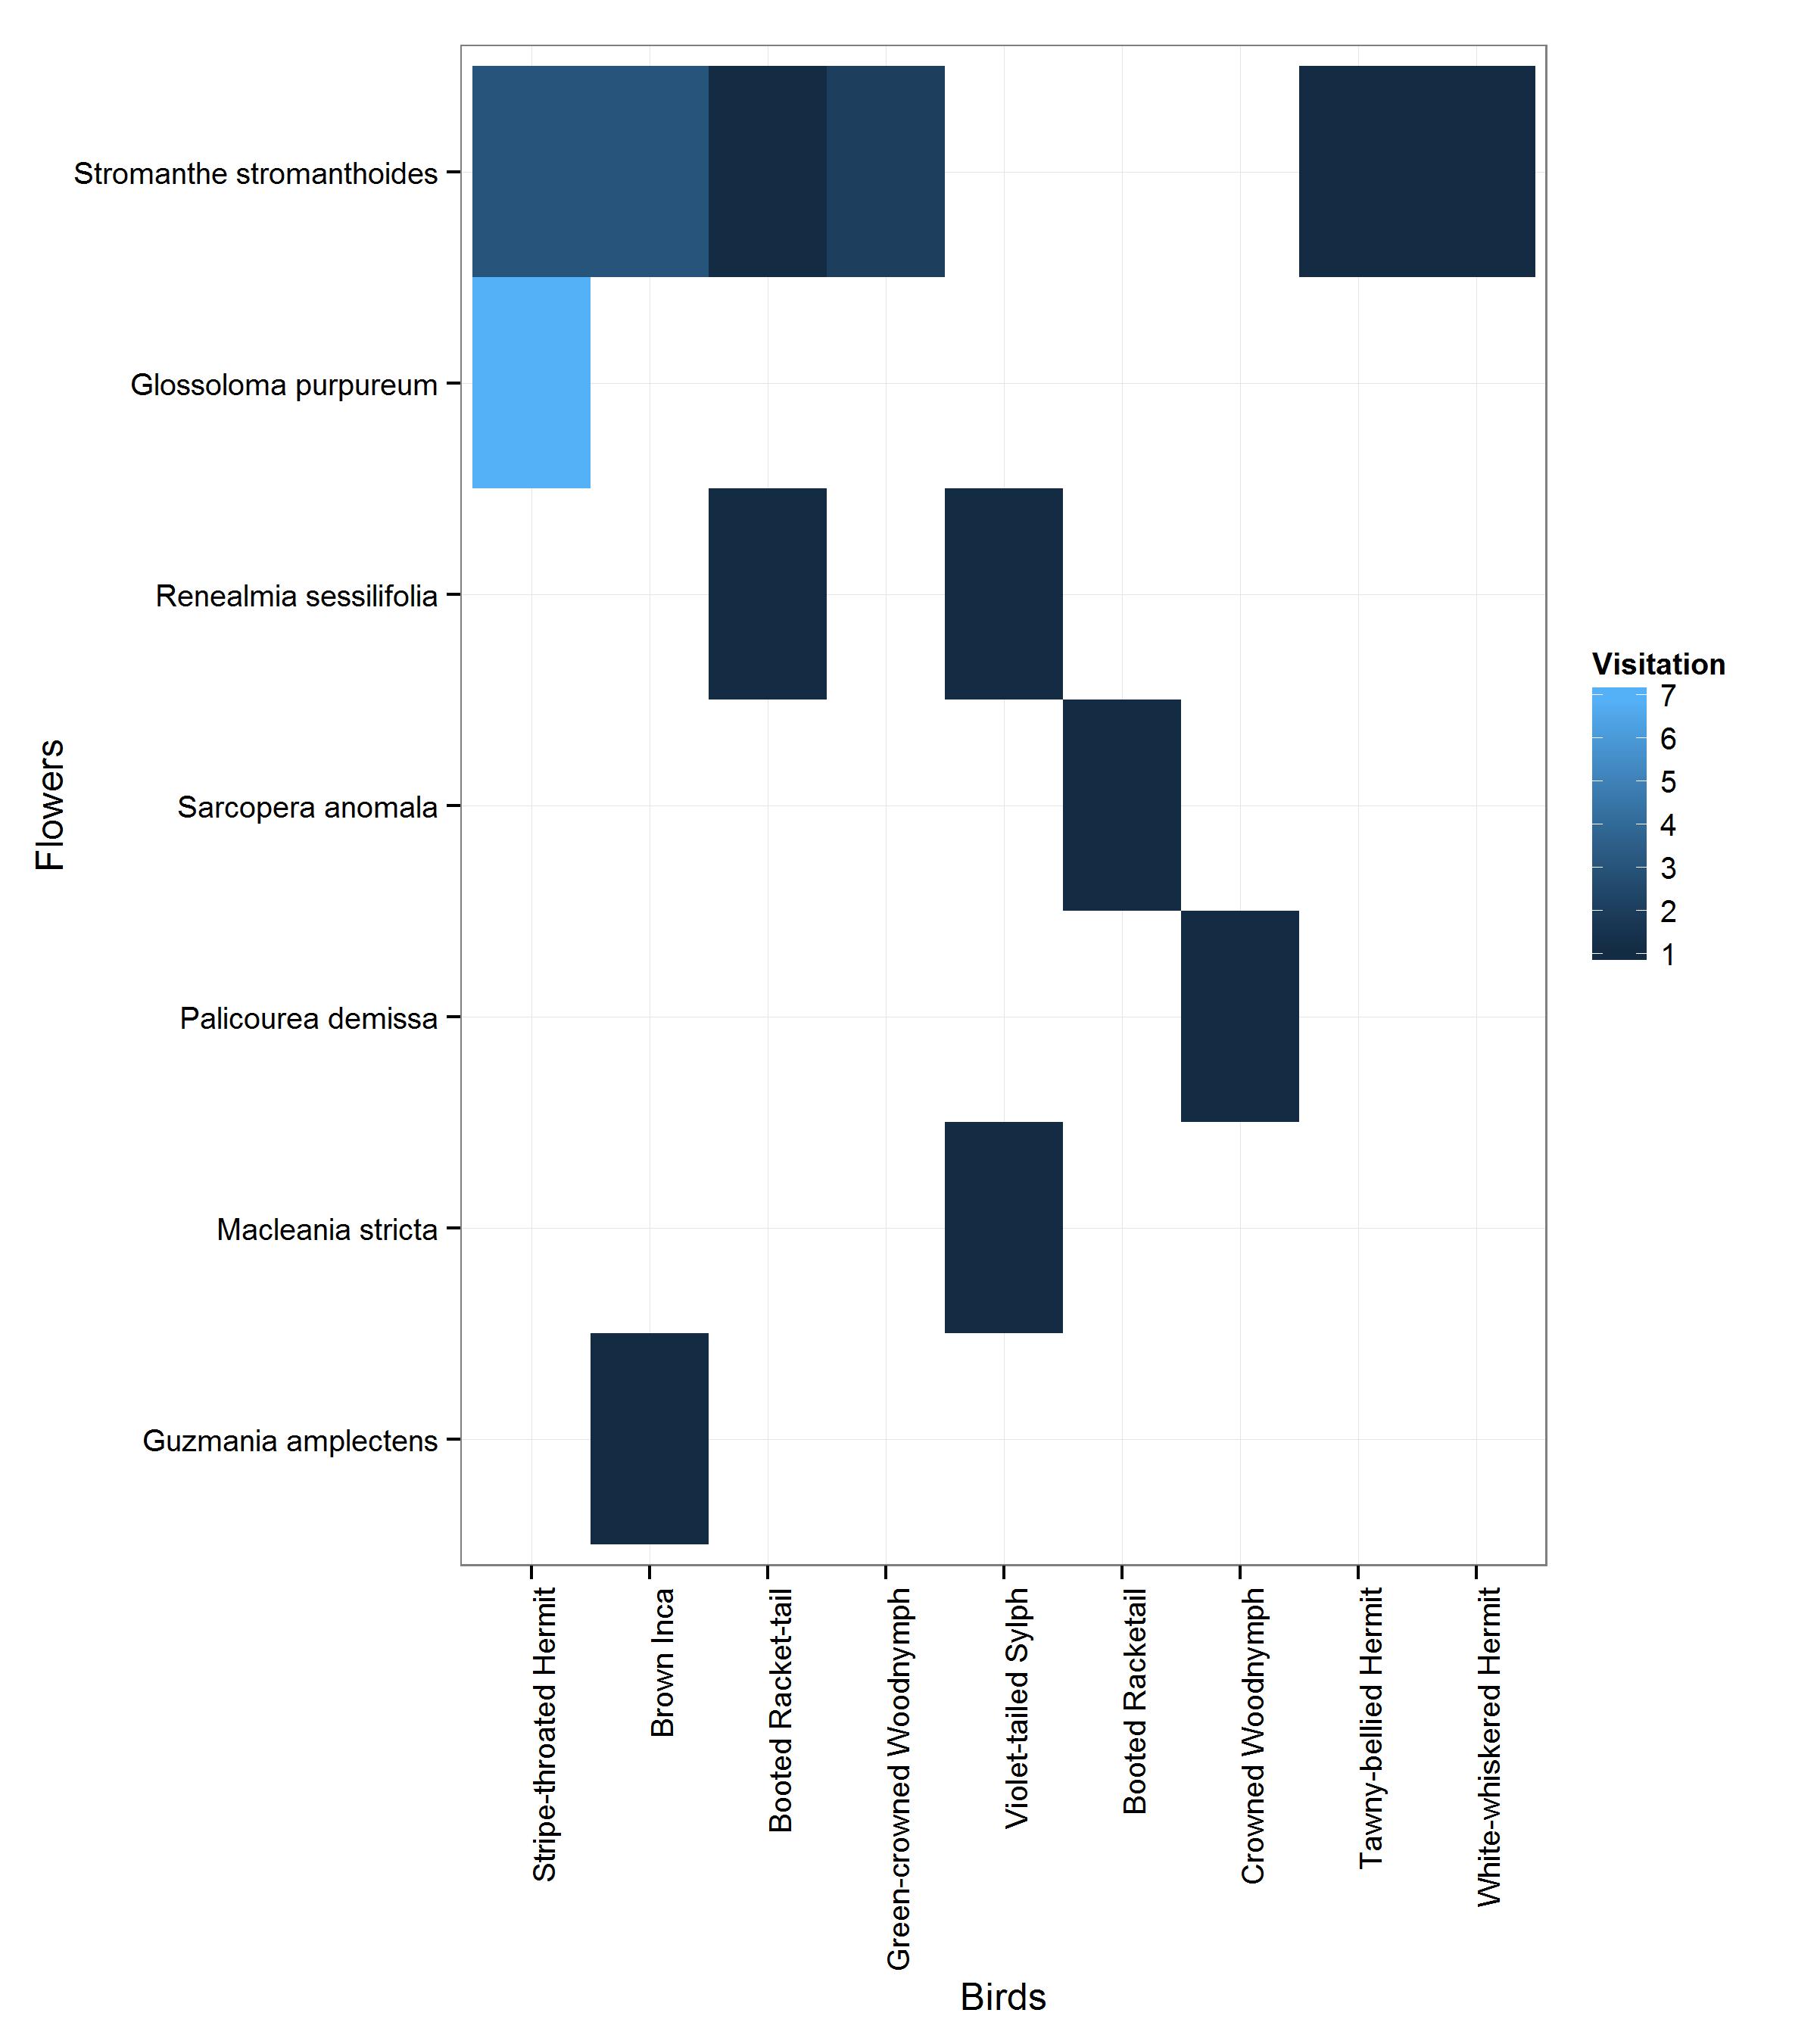 Stromanthe stromanthoides
Glossoloma purpureum
Renealmia sessilifolia
Sarcopera anomala
Palicourea demissa
Macleania stricta
Guzmania amplectens
Flowers
Stripe-throated Hermit
Brown Inca
Booted Racket-tail
Green-crowned Woodnymph
Violet-tailed Sylph
Booted Racketail
Crowned Woodnymph
Tawny-bellied Hermit
White-whiskered Hermit
Birds
Visitation
7
6
5
4
3
2
1